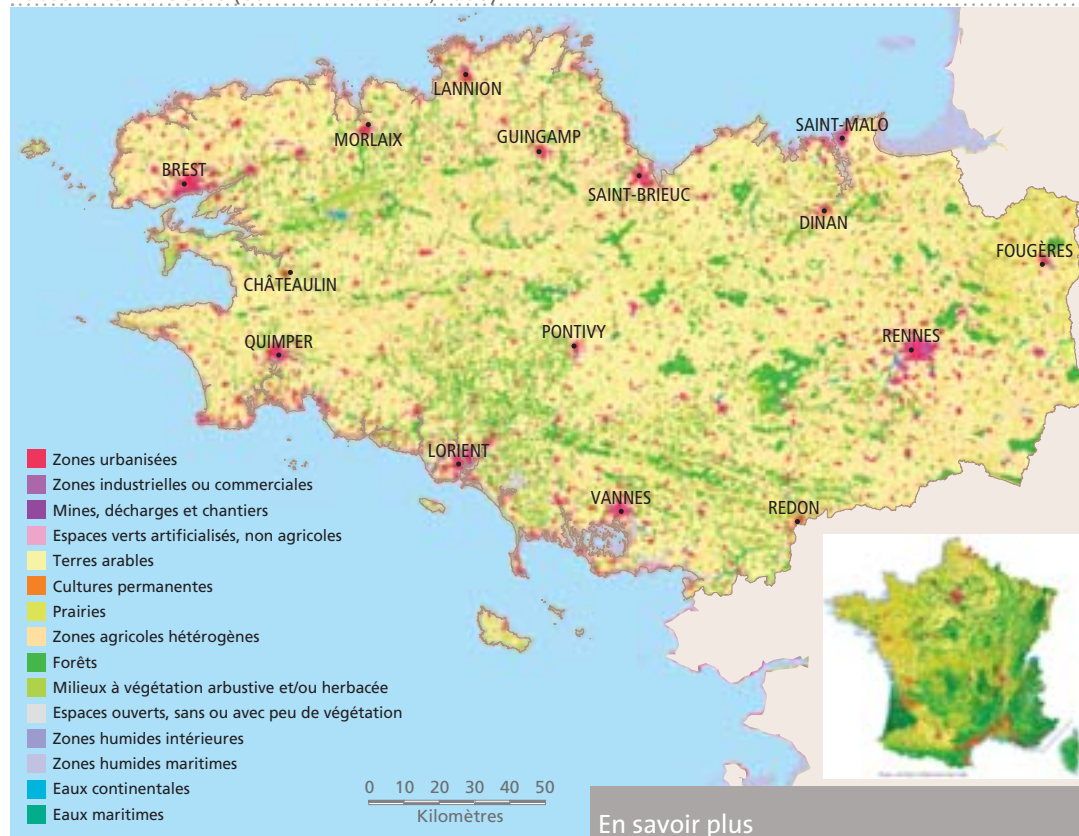 LANNION
MORLAIX
GUINGAMP
SAINT-MALO
BREST
SAINT-BRIEUC
DINAN
FOUGÈRES
CHÂTEAULIN
QUIMPER
PONTIVY
RENNES
LORIENT
VANNES
REDON
Zones urbanisées
Zones industrielles ou commerciales
Mines, décharges et chantiers
Espaces verts artificialisés, non agricoles
Terres arables
Cultures permanentes
Prairies
Zones agricoles hétérogènes
Forêts
Milieux à végétation arbustive et/ou herbacée
Espaces ouverts, sans ou avec peu de végétation
Zones humides intérieures
Zones humides maritimes
Eaux continentales
Eaux maritimes
0 10 20 30 40 50
Kilomètres
En savoir plus